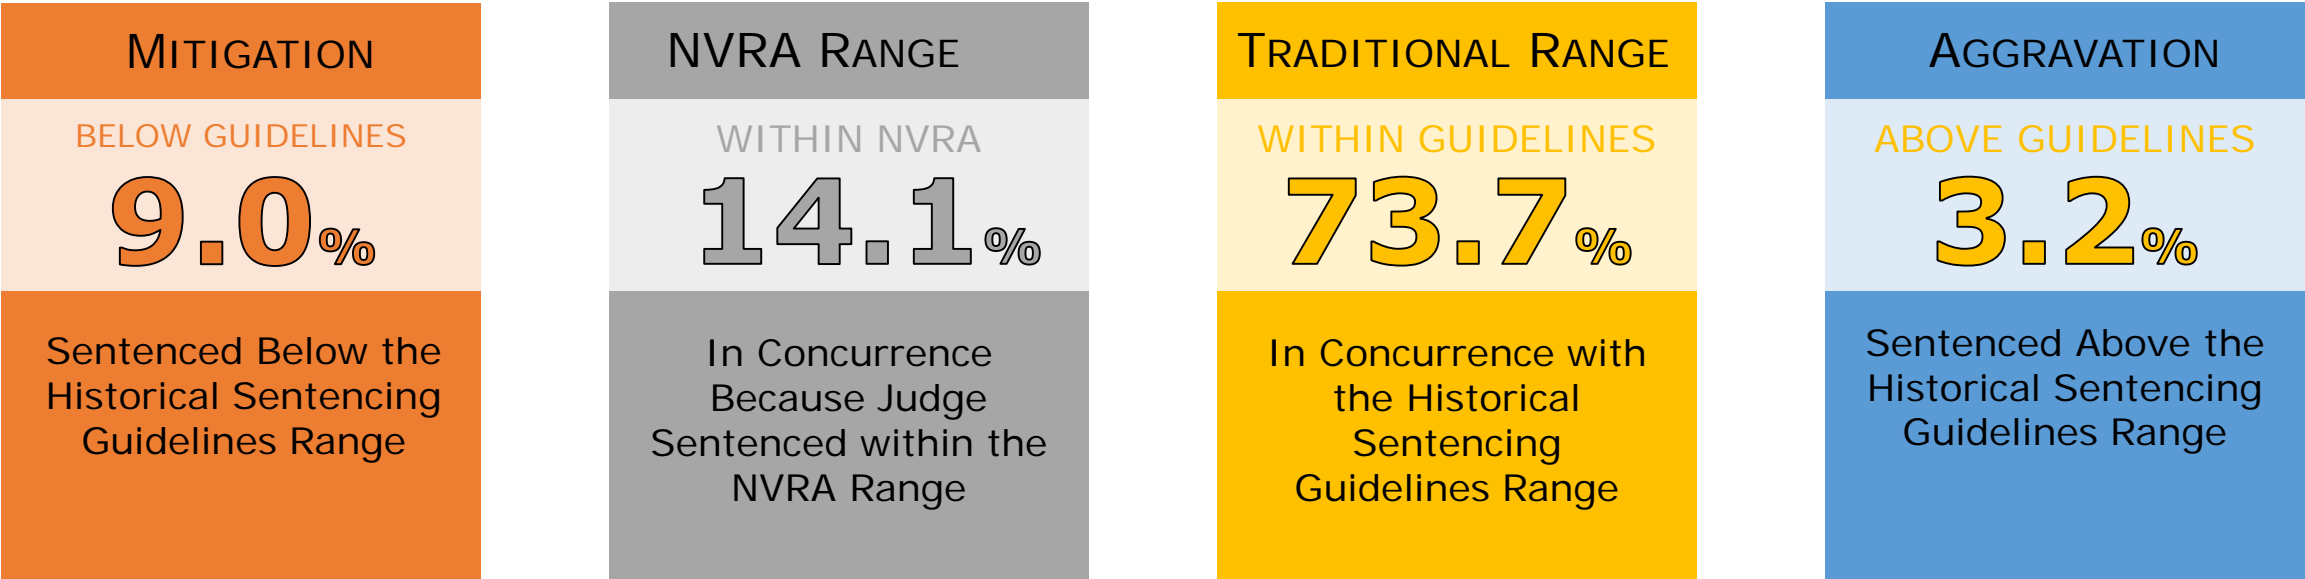 MITIGATION
BELOW GUIDELINES
9.0%
Sentenced Below the
Historical Sentencing
Guidelines Range
NVRA RANGE
WITHIN NVRA
14.1%
In Concurrence
Because Judge
Sentenced within the
NVRA Range
TRADITIONAL RANGE
WITHIN GUIDELINES
73.7%
In Concurrence with
the Historical
Sentencing
Guidelines Range
AGGRAVATION
ABOVE GUIDELINES
3.2%
Sentenced Above the
Historical Sentencing
Guidelines Range